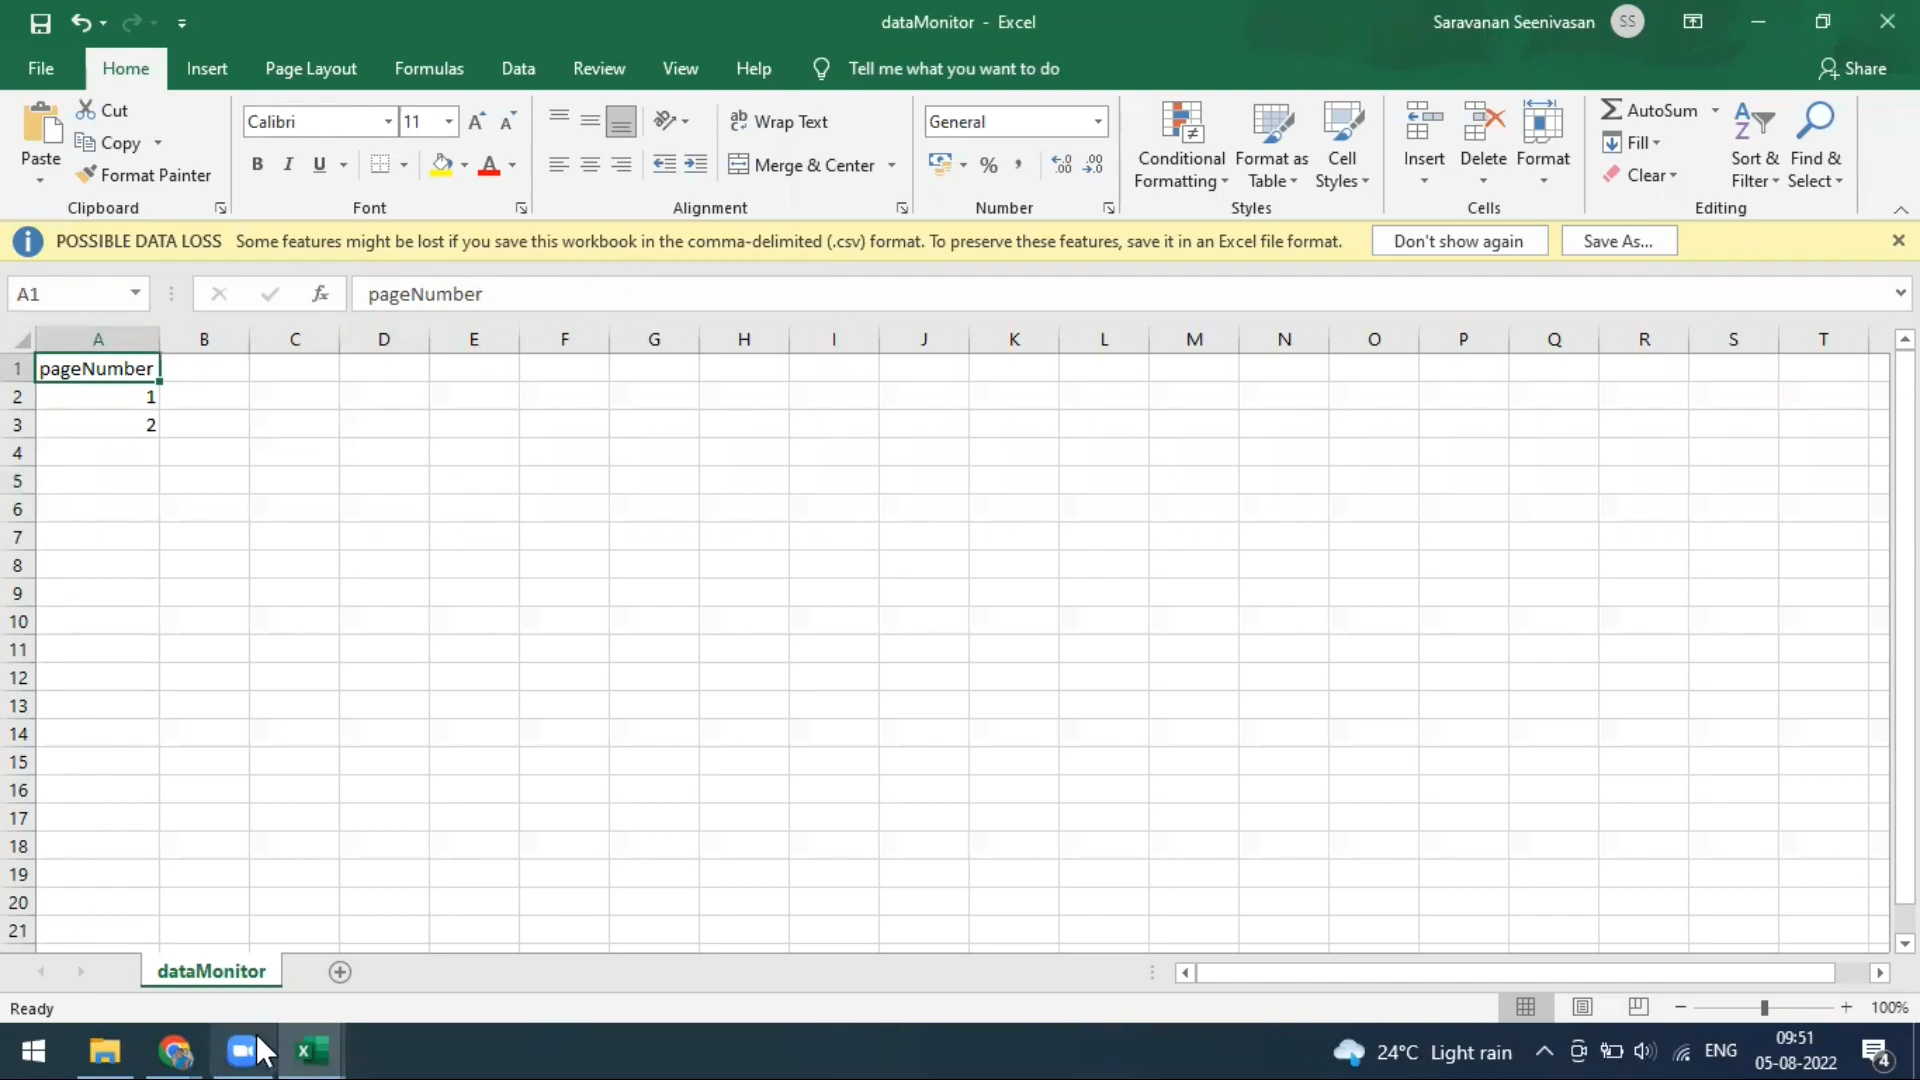 dataMonitor - Excel
Saravanan Seenivasan SS
File Home Insert Page Layout Formulas Data Review View Help Tell me what you want to do Share
Paste
Cut
Copy
Format Painter
Clipboard
Calibri 11 A A
B I U A
Font
ab Wrap Text
Merge & Center
Alignment
General
% , .00 .00
Number
Conditional Formatting
Format as Table
Cell Styles
Styles
Insert Delete Format
Cells
AutoSum
Fill
Clear
Sort & Filter
Find & Select
Editing
POSSIBLE DATA LOSS Some features might be lost if you save this workbook in the comma-delimited (.csv) format. To preserve these features, save it in an Excel file format. Don't show again Save As...
A1 fx pageNumber
A B C D E F G H I J K L M N O P Q R S T
1 pageNumber
2 1
3 2
4
5
6
7
8
9
10
11
12
13
14
15
16
17
18
19
20
21
dataMonitor
Ready 100%
24°C Light rain ENG 09:51
05-08-2022 4